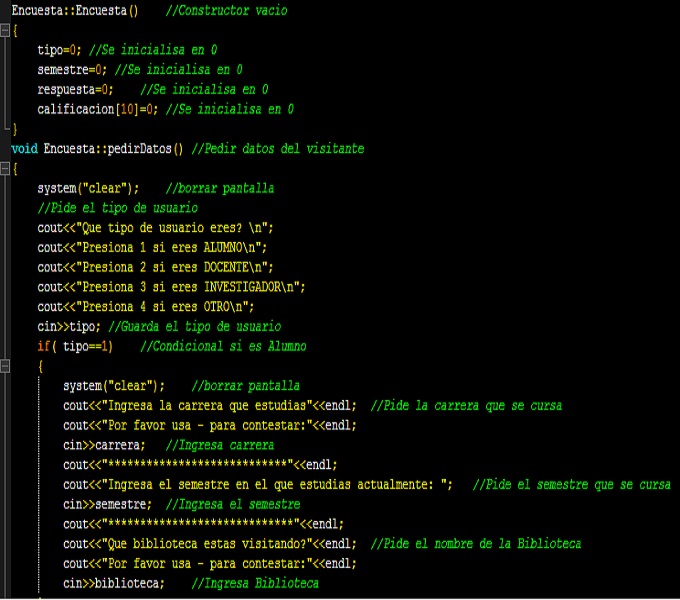 Encuesta::Encuesta()    //Constructor vacio
{
    tipo=0; //Se inicialisa en 0
    semestre=0; //Se inicialisa en 0
    respuesta=0;    //Se inicialisa en 0
    calificacion[10]=0; //Se inicialisa en 0
}
void Encuesta::pedirDatos() //Pedir datos del visitante
{
    system("clear");    //borrar pantalla
    //Pide el tipo de usuario
    cout<<"Que tipo de usuario eres? \n";
    cout<<"Presiona 1 si eres ALUMNO\n";
    cout<<"Presiona 2 si eres DOCENTE\n";
    cout<<"Presiona 3 si eres INVESTIGADOR\n";
    cout<<"Presiona 4 si eres OTRO\n";
    cin>>tipo; //Guarda el tipo de usuario
    if( tipo==1)    //Condicional si es Alumno
    {
        system("clear");    //borrar pantalla
        cout<<"Ingresa la carrera que estudias"<<endl;  //Pide la carrera que se cursa
        cout<<"Por favor usa - para contestar:"<<endl;
        cin>>carrera;   //Ingresa carrera
        cout<<"****************************"<<endl;
        cout<<"Ingresa el semestre en el que estudias actualmente: ";   //Pide el semestre que se cursa
        cin>>semestre;  //Ingresa el semestre
        cout<<"*****************************"<<endl;
        cout<<"Que biblioteca estas visitando?"<<endl;  //Pide el nombre de la Biblioteca
        cout<<"Por favor usa - para contestar:"<<endl;
        cin>>biblioteca;    //Ingresa Biblioteca